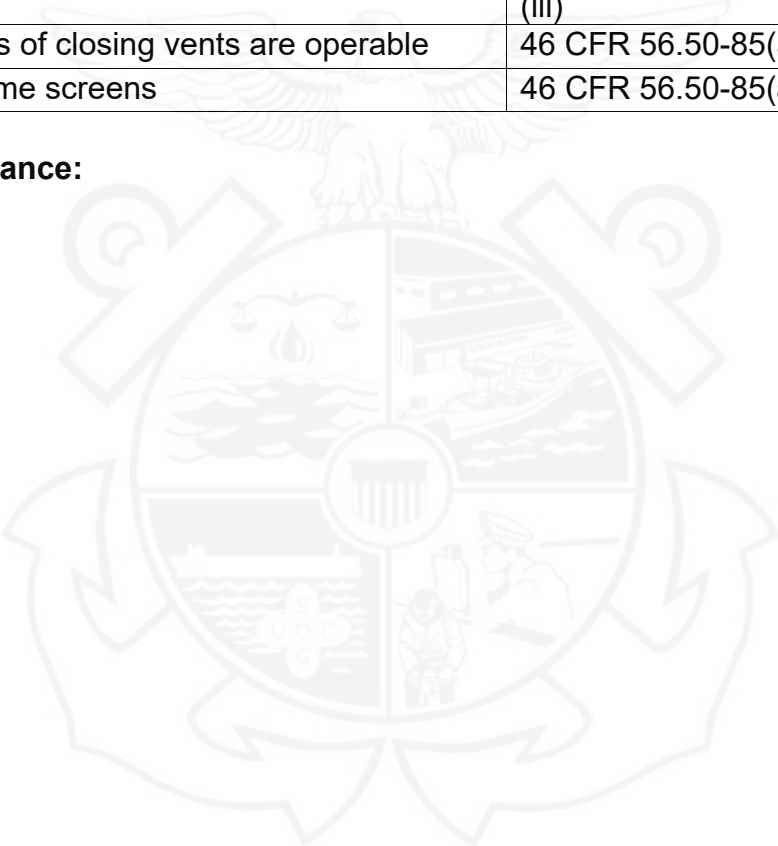 (iii)
s of closing vents are operable 46 CFR 56.50-85(
me screens 46 CFR 56.50-85(
ance:
S
U O C
G